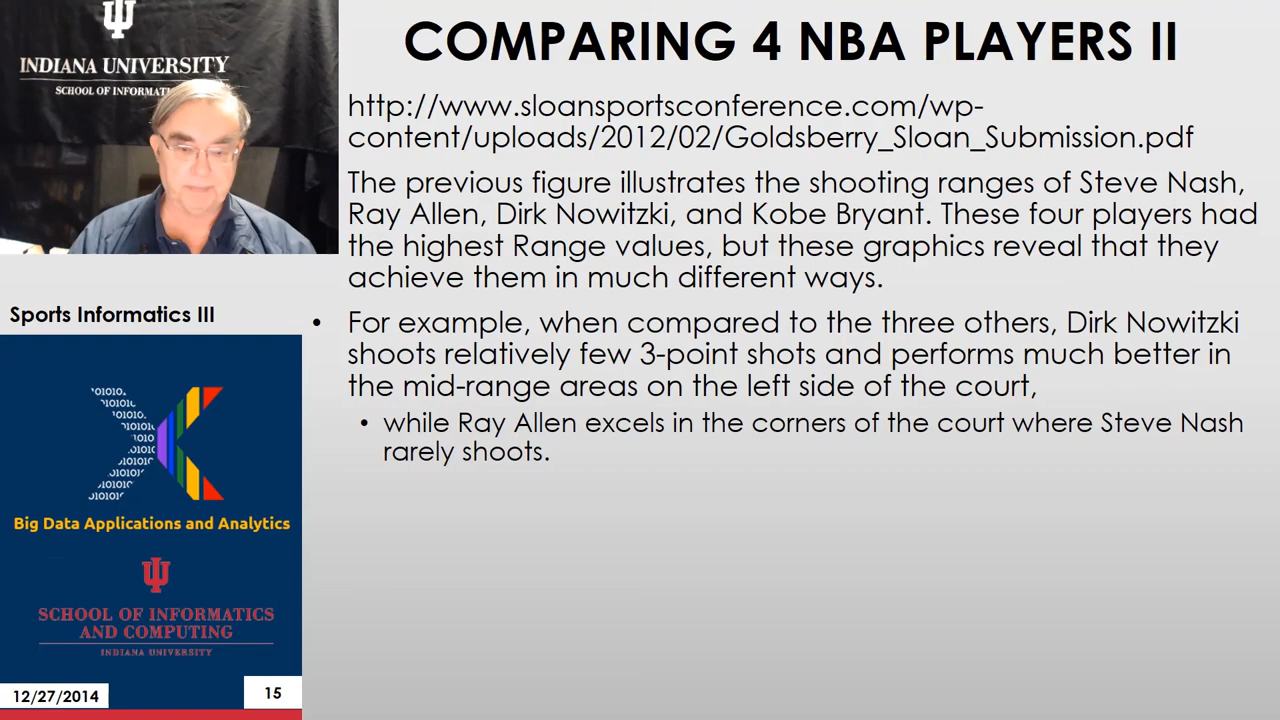 INDIANA UNIVERSITY
SCHOOL OF INFORMATI
COMPARING 4 NBA PLAYERS II
http://www.sloansportsconference.com/wp-
content/uploads/2012/02/Goldsberry_Sloan_Submission.pdf
The previous figure illustrates the shooting ranges of Steve Nash,
Ray Allen, Dirk Nowitzki, and Kobe Bryant. These four players had
the highest Range values, but these graphics reveal that they
achieve them in much different ways.
• For example, when compared to the three others, Dirk Nowitzki
shoots relatively few 3-point shots and performs much better in
the mid-range areas on the left side of the court,
• while Ray Allen excels in the corners of the court where Steve Nash
rarely shoots.
Sports Informatics III
Big Data Applications and Analytics
SCHOOL OF INFORMATICS
AND COMPUTING
INDIANA UNIVERSITY
12/27/2014
15